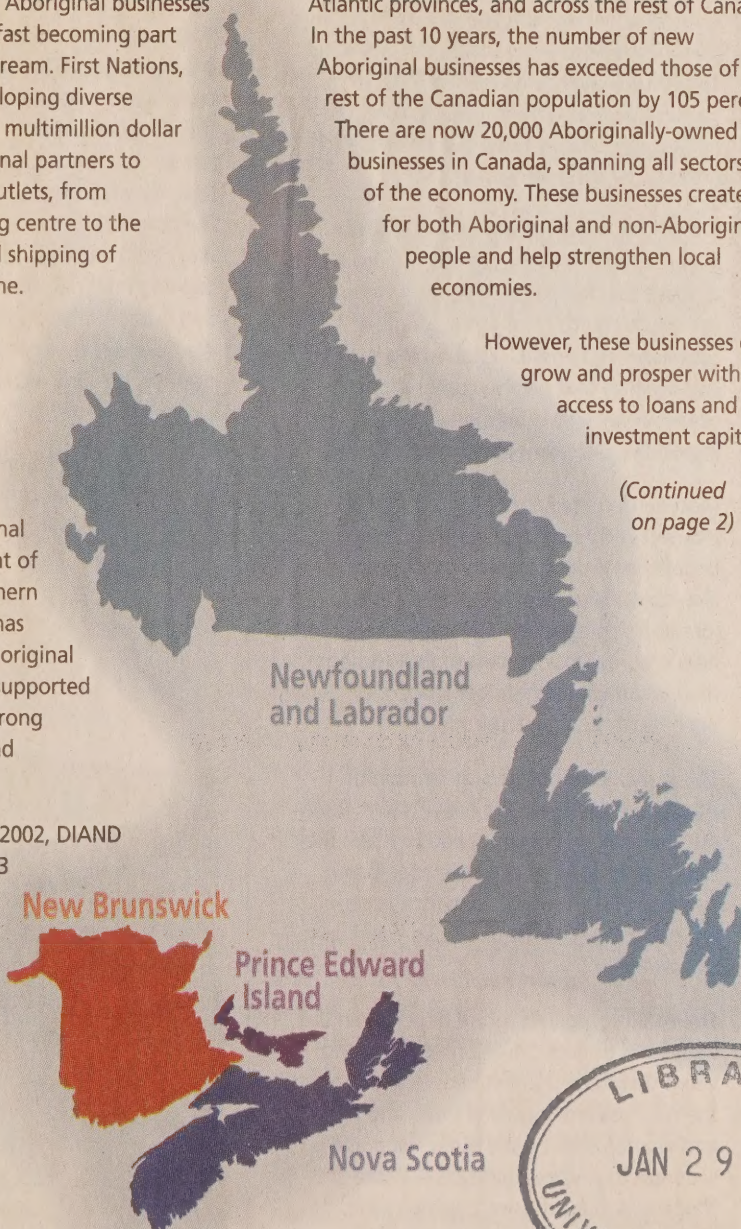 Aboriginal businesses
fast becoming part
ream. First Nations,
loping diverse
multimillion dollar
nal partners to
utlets, from
g centre to the
shipping of
ne.
nal
nt of
hern
has
original
upported
rong
nd
2002, DIAND
3
Atlantic provinces, and across the rest of Cana
In the past 10 years, the number of new
Aboriginal businesses has exceeded those of
rest of the Canadian population by 105 perc
There are now 20,000 Aboriginally-owned
businesses in Canada, spanning all sectors
of the economy. These businesses create
for both Aboriginal and non-Aborigin
people and help strengthen local
economies.
However, these businesses
grow and prosper with
access to loans and
investment capit
(Continued
on page 2)
Newfoundland
and Labrador
New Brunswick
Prince Edward
Island
Nova Scotia
LIBRA
JAN 29
UNIV